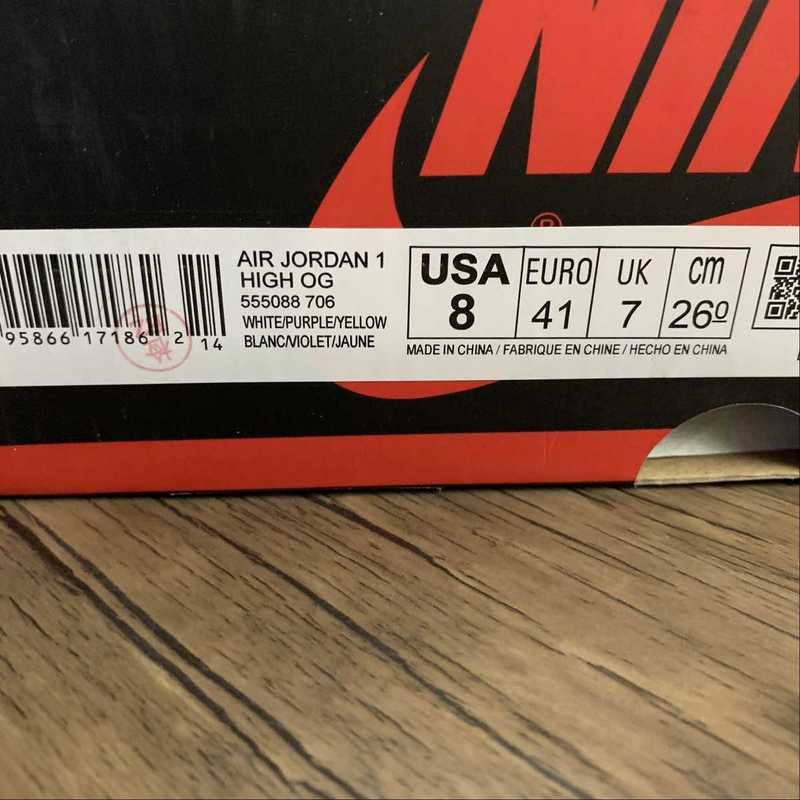 NIK
®
AIR JORDAN 1
HIGH OG
555088 706
WHITE/PURPLE/YELLOW
BLANC/VIOLET/JAUNE
95866 17186 2 14
USA EURO UK cm
8 41 7 26º
MADE IN CHINA / FABRIQUE EN CHINE / HECHO EN CHINA